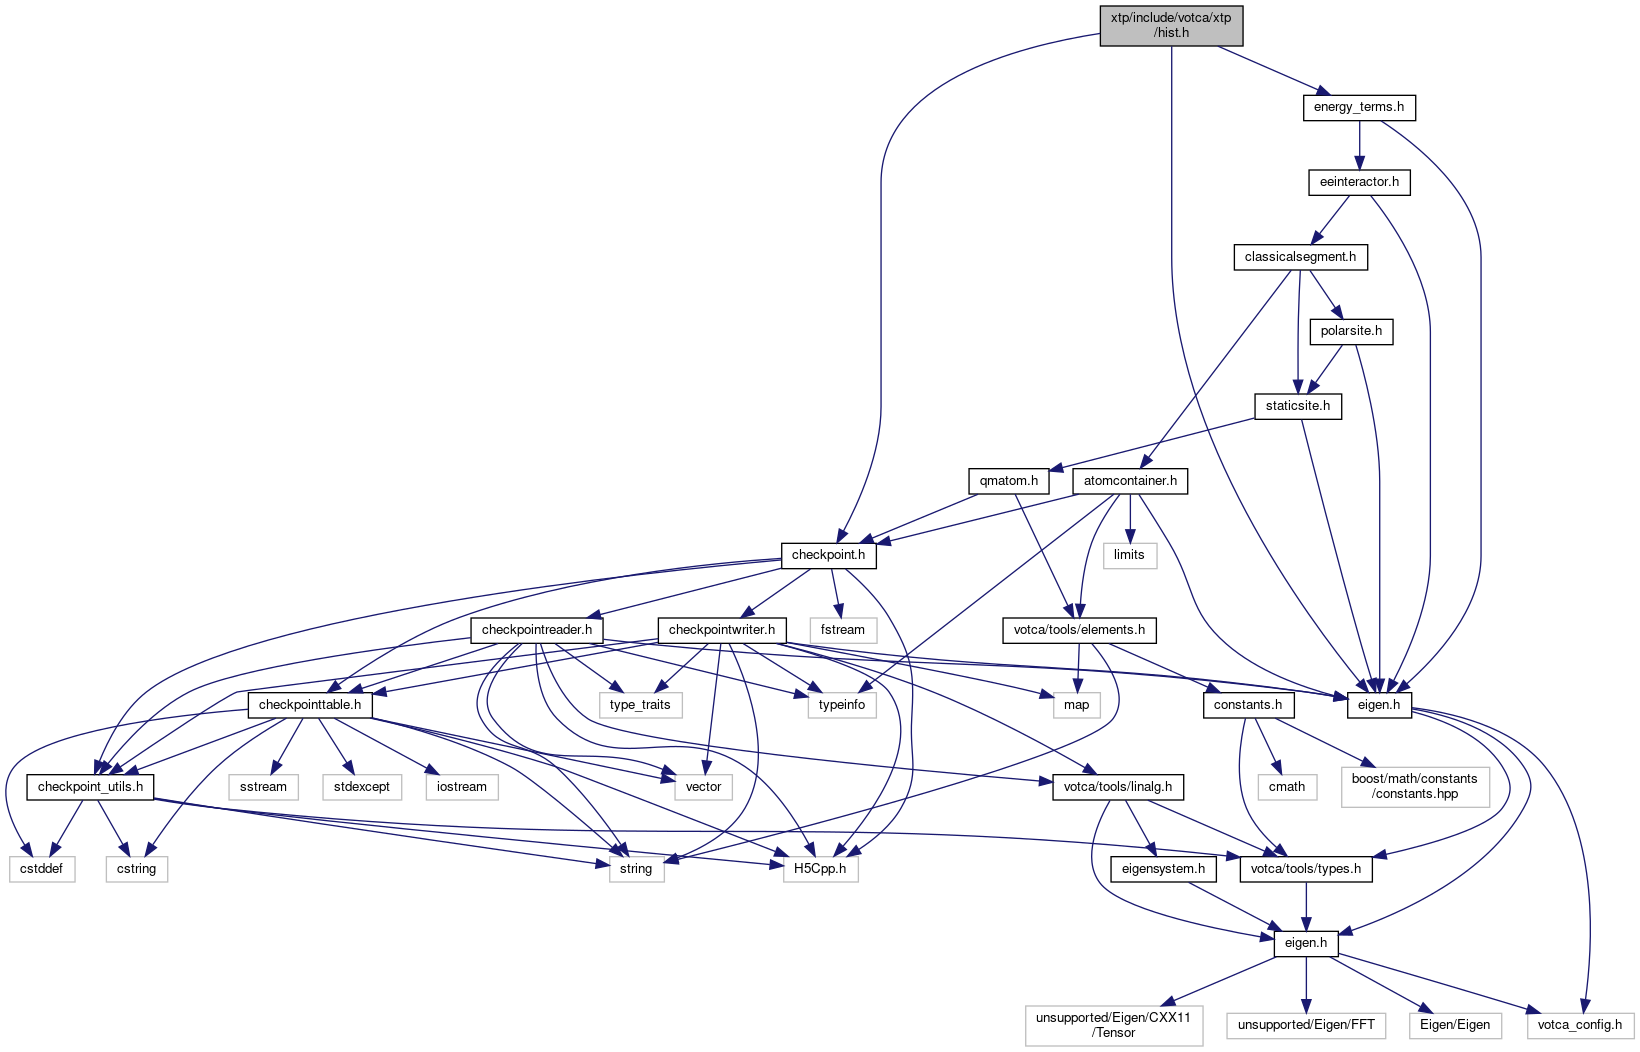 xtp/include/votca/xtp
/hist.h
energy_terms.h
eeinteractor.h
classicalsegment.h
polarsite.h
staticsite.h
qmatom.h
atomcontainer.h
checkpoint.h
limits
checkpointreader.h
checkpointwriter.h
fstream
votca/tools/elements.h
checkpointtable.h
type_traits
typeinfo
map
constants.h
eigen.h
checkpoint_utils.h
sstream
stdexcept
iostream
vector
votca/tools/linalg.h
cmath
boost/math/constants
/constants.hpp
cstddef
cstring
string
H5Cpp.h
eigensystem.h
votca/tools/types.h
eigen.h
unsupported/Eigen/CXX11
/Tensor
unsupported/Eigen/FFT
Eigen/Eigen
votca_config.h